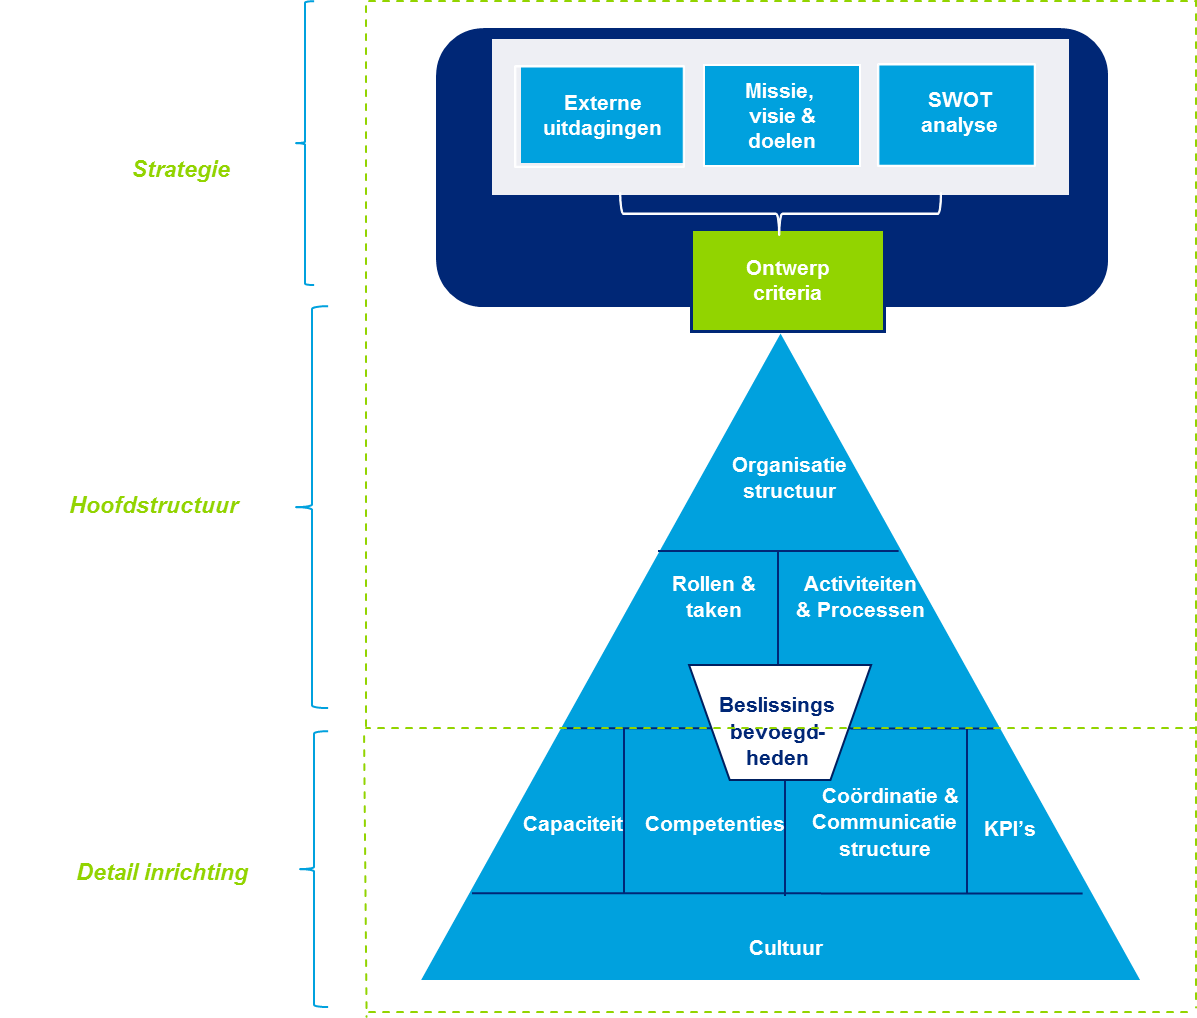 Strategie
Externe
uitdagingen
Missie,
visie &
doelen
SWOT
analyse
Ontwerp
criteria
Hoofdstructuur
Organisatie
structuur
Rollen &
taken
Activiteiten
& Processen
Beslissings
bevoegd-
heden
Detail inrichting
Capaciteit
Competenties
Coördinatie &
Communicatie
structure
KPI’s
Cultuur